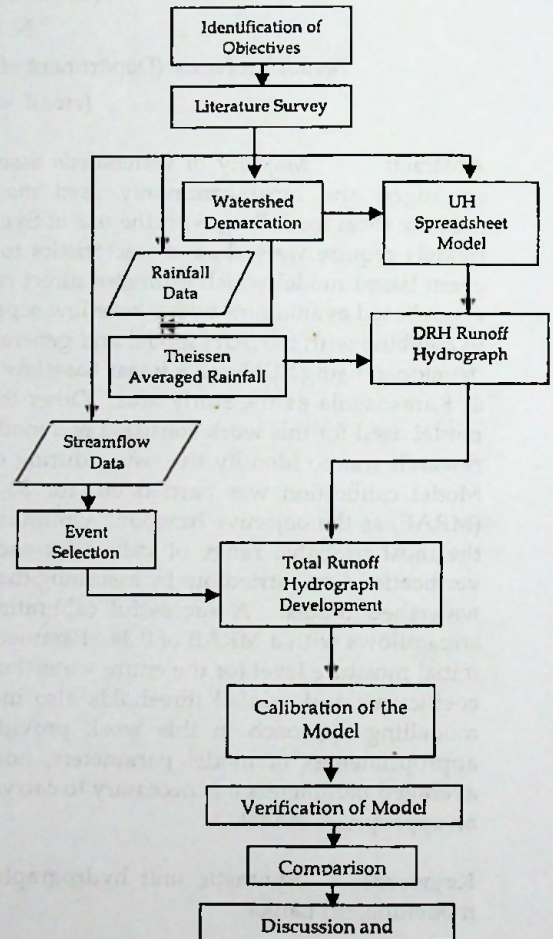 Identification of
Objectives
Literature Survey
Watershed
Demarcation
UH
Spreadsheet
Model
Rainfall
Data
DRH Runoff
Hydrograph
Theissen
Averaged Rainfall
Streamflow
Data
Event
Selection
Total Runoff
Hydrograph
Development
Calibration of the
Model
Verification of Model
Comparison
Discussion and